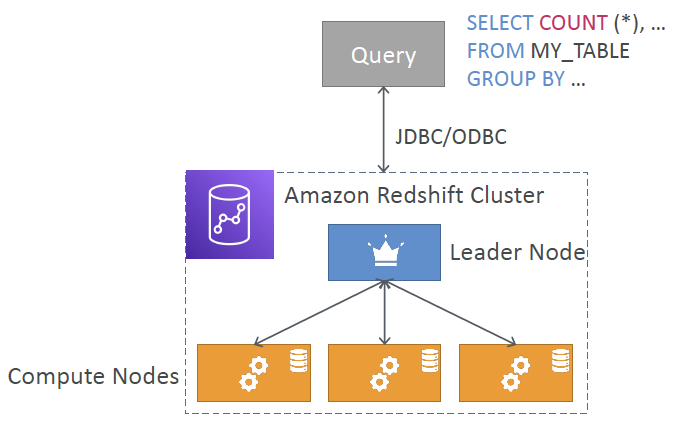 Query
SELECT COUNT (*), ...
FROM MY_TABLE
GROUP BY ...
JDBC/ODBC
Amazon Redshift Cluster
Leader Node
Compute Nodes